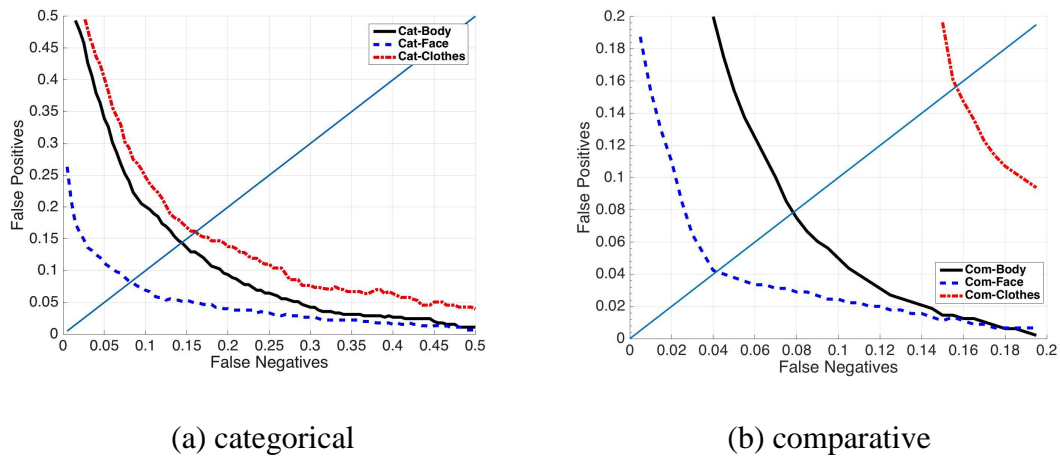 0.5
0.45
0.4
0.35
0.3
0.25
0.2
0.15
0.1
0.05
0
False Positives
Cat-Body
Cat-Face
Cat-Clothes
0 0.05 0.1 0.15 0.2 0.25 0.3 0.35 0.4 0.45 0.5
False Negatives
(a) categorical
0.2
0.18
0.16
0.14
0.12
0.1
0.08
0.06
0.04
0.02
0
False Positives
Com-Body
Com-Face
Com-Clothes
0 0.02 0.04 0.06 0.08 0.1 0.12 0.14 0.16 0.18 0.2
False Negatives
(b) comparative